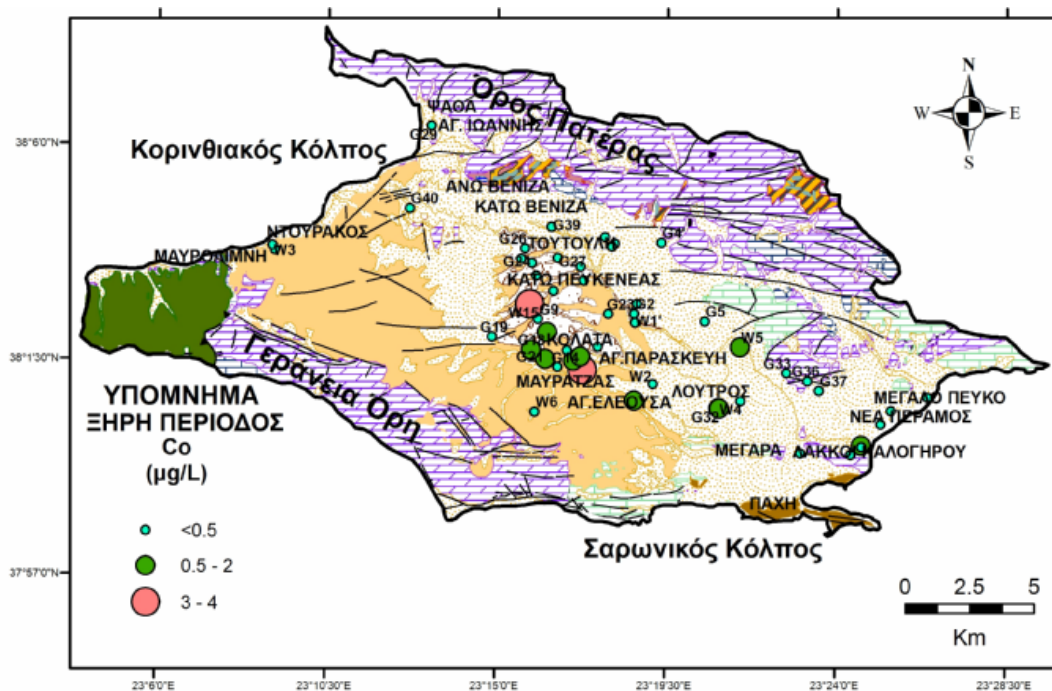 N
W E
S
Όρος Πατέρας
ΨΑΘΑ
ΑΓ. ΙΩΑΝΝΗΣ
G29
38°6'0"N
Κορινθιακός Κόλπος
ΑΝΩ ΒΕΝΙΖΑ
G40
ΚΑΤΩ ΒΕΝΙΖΑ
G39
ΝΤΟΥΡΑΚΟΣ
W3
G26
ΤΟΥΤΟΥΛΗ
G4
ΜΑΥΡΟΛΙΜΝΗ
G27
ΚΑΤΩ ΠΕΥΚΕΝΕΑΣ
W15
G9
G23
G2
W1'
G5
G19
ΚΟΛΑΤΑ
W5
38°1'30"N
G21
ΑΓ.ΠΑΡΑΣΚΕΥΗ
Γεράνεια Όρη
ΜΑΥΡΑΤΖΑΣ
W2
G33
G36
G37
ΥΠΟΜΝΗΜΑ
ΞΗΡΗ ΠΕΡΙΟΔΟΣ
Co
(µg/L)
W6
ΑΓ.ΕΛΕΟΥΣΑ
ΛΟΥΤΡΟΣ
W4
G32
ΜΕΓΑΛΟ ΠΕΥΚΟ
ΝΕΑ ΠΕΡΑΜΟΣ
ΜΕΓΑΡΑ
ΛΑΚΚΟΣ ΚΑΛΟΓΗΡΟΥ
ΠΑΧΗ
<0.5
0.5 - 2
3 - 4
Σαρωνικός Κόλπος
37°57'0"N
0 2.5 5
Km
23°6'0"E 23°10'30"E 23°15'0"E 23°19'30"E 23°24'0"E 23°28'30"E